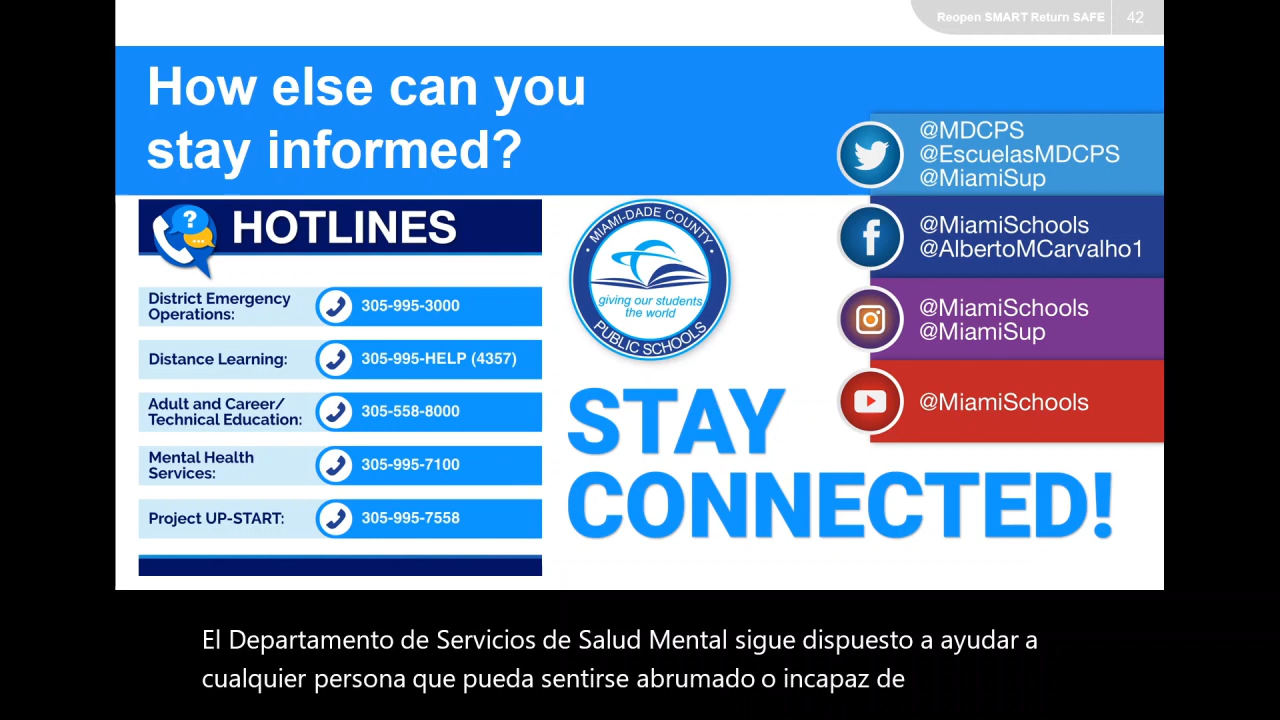 Reopen SMART Return SAFE 42
How else can you
stay informed?
@MDCPS
@EscuelasMDCPS
@MiamiSup
@MiamiSchools
@AlbertoMCarvalho1
@MiamiSchools
@MiamiSup
@MiamiSchools
? HOTLINES
District Emergency
Operations: 305-995-3000
Distance Learning: 305-995-HELP (4357)
Adult and Career/
Technical Education: 305-558-8000
Mental Health
Services: 305-995-7100
Project UP-START: 305-995-7558
MIAMI-DADE COUNTY
giving our students
the world
PUBLIC SCHOOLS
STAY
CONNECTED!
El Departamento de Servicios de Salud Mental sigue dispuesto a ayudar a
cualquier persona que pueda sentirse abrumado o incapaz de